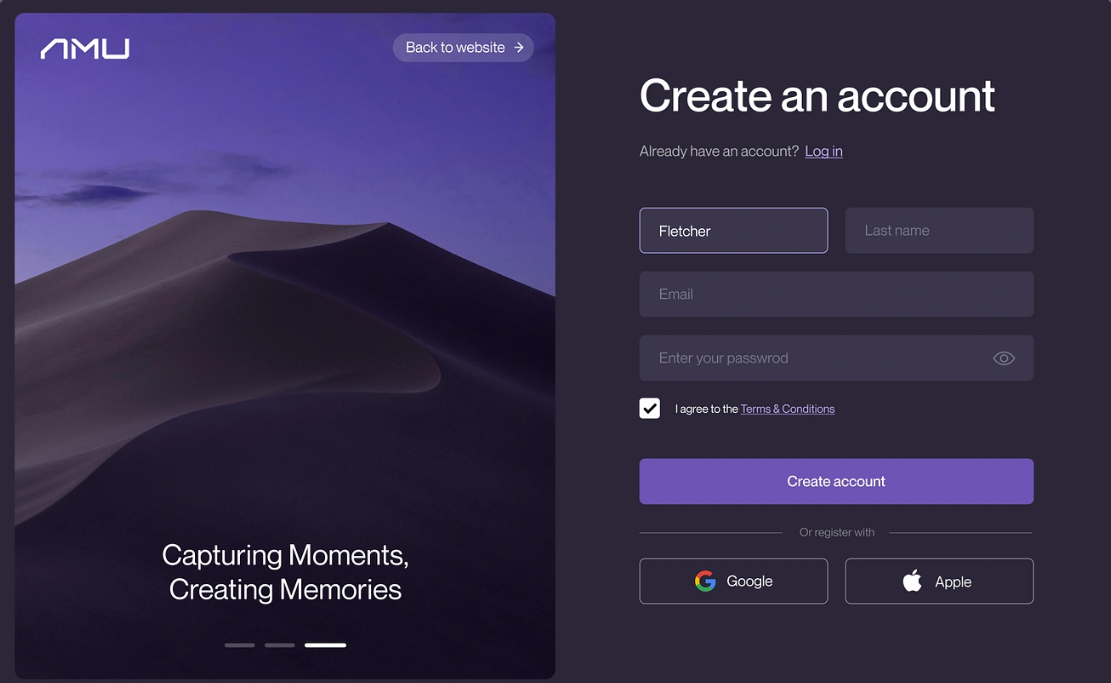 AMU
Back to website
Capturing Moments,
Creating Memories
Create an account
Already have an account? Log in
Fletcher
Last name
Email
Enter your passwrod
I agree to the Terms & Conditions
Create account
Or register with
Google
Apple